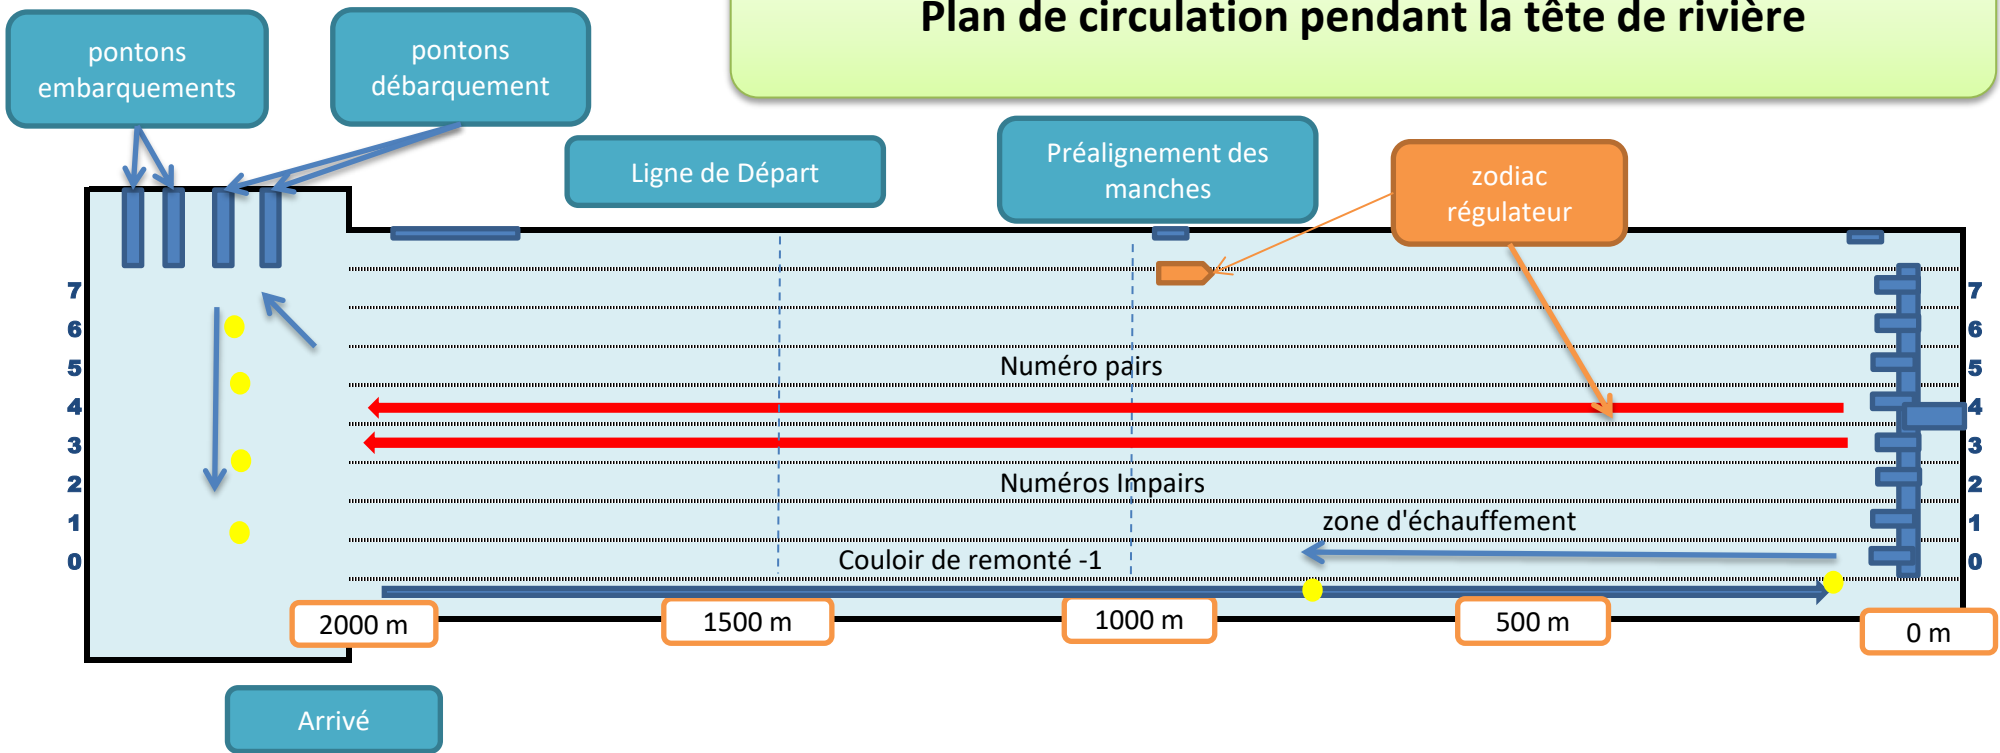 Plan de circulation pendant la tête de rivière
pontons
embarquements
pontons
débarquement
Ligne de Départ
Préalignement des
manches
zodiac
régulateur
7
6
5
4
3
2
1
0
Numéro pairs
Numéros Impairs
zone d'échauffement
Couloir de remonté -1
7
6
5
4
3
2
1
0
2000 m
1500 m
1000 m
500 m
0 m
Arrivé